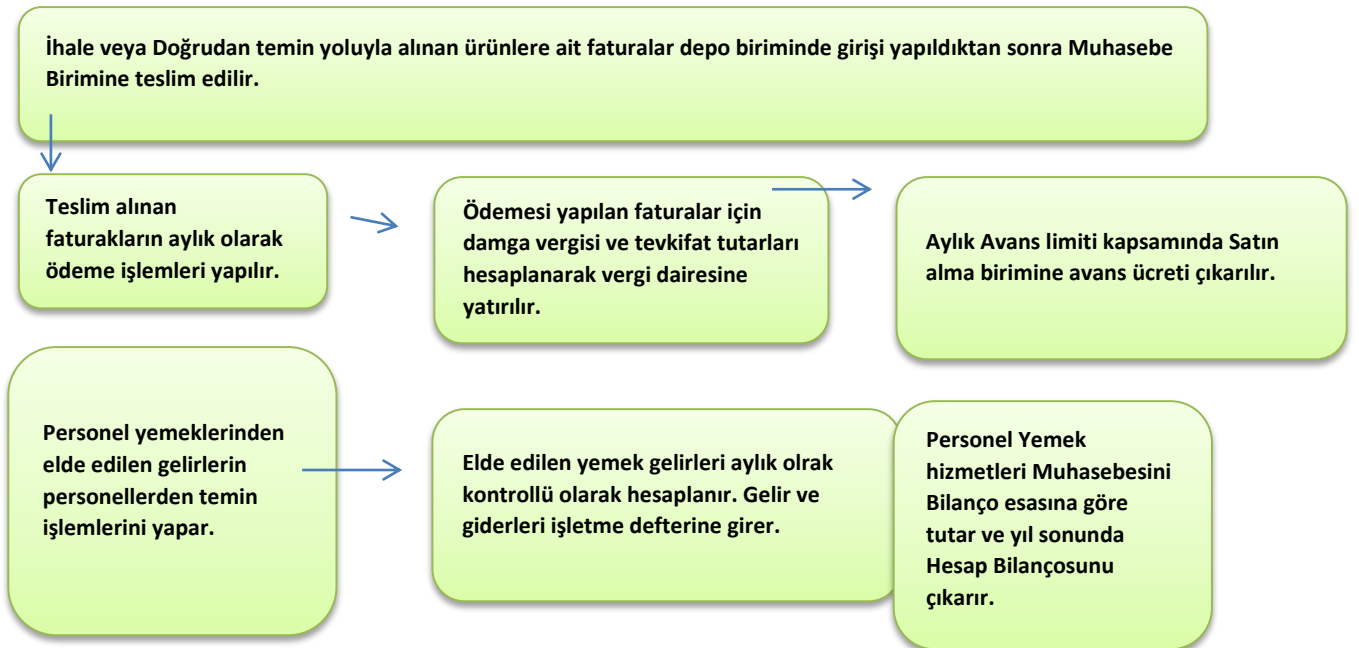 İhale veya Doğrudan temin yoluyla alınan ürünlere ait faturalar depo biriminde girişi yapıldıktan sonra Muhasebe
Birimine teslim edilir.
Teslim alınan
faturakların aylık olarak
ödeme işlemleri yapılır.
Ödemesi yapılan faturalar için
damga vergisi ve tevkifat tutarları
hesaplanarak vergi dairesine
yatırılır.
Aylık Avans limiti kapsamında Satın
alma birimine avans ücreti çıkarılır.
Personel yemeklerinden
elde edilen gelirlerin
personellerden temin
işlemlerini yapar.
Elde edilen yemek gelirleri aylık olrak
kontrollü olarak hesaplanır. Gelir ve
giderleri işletme defterine girer.
Personel Yemek
hizmetleri Muhasebesini
Bilanço esasına göre
tutar ve yıl sonunda
Hesap Bilançosunu
çıkarır.